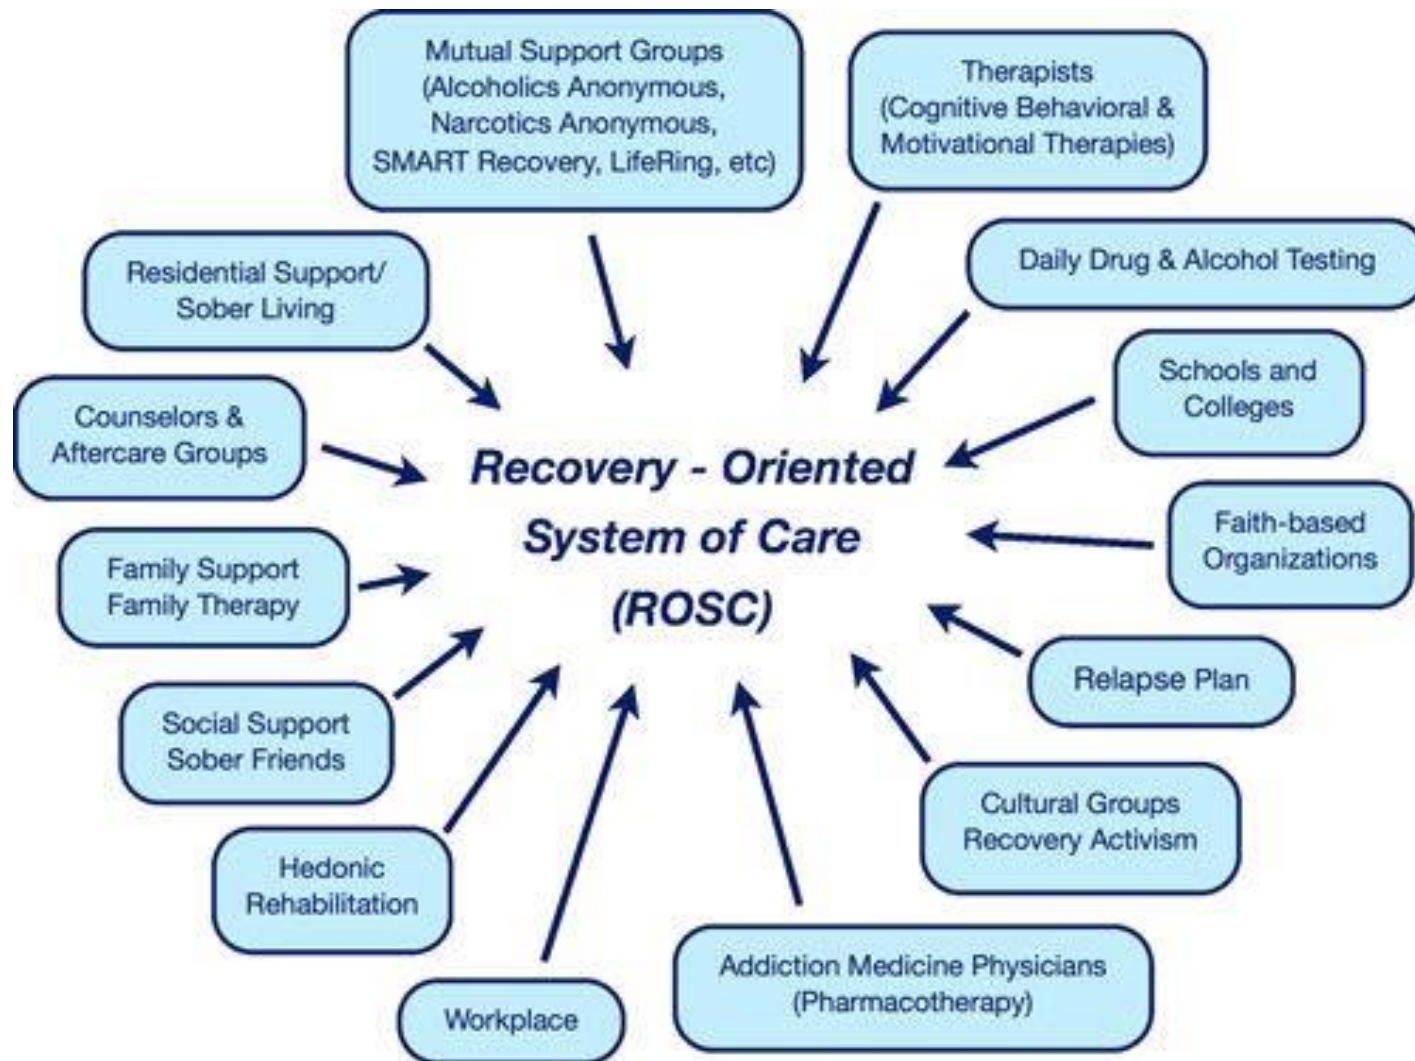 Mutual Support Groups
(Alcoholics Anonymous,
Narcotics Anonymous,
SMART Recovery, LifeRing, etc)
Therapists
(Cognitive Behavioral &
Motivational Therapies)
Residential Support/
Sober Living
Daily Drug & Alcohol Testing
Counselors &
Aftercare Groups
Schools and
Colleges
Recovery - Oriented
System of Care
(ROSC)
Family Support
Family Therapy
Faith-based
Organizations
Social Support
Sober Friends
Relapse Plan
Hedonic
Rehabilitation
Cultural Groups
Recovery Activism
Workplace
Addiction Medicine Physicians
(Pharmacotherapy)